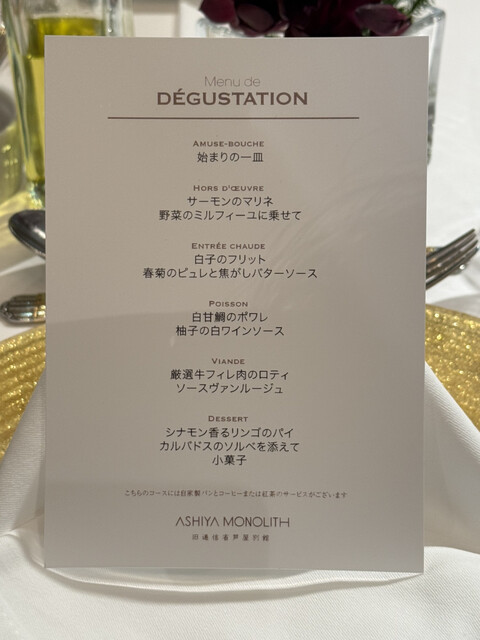 Menu de
DÉGUSTATION
AMUSE-BOUCHE
始まりの一皿
HORS D'ŒUVRE
サーモンのマリネ
野菜のミルフィーユに乗せて
ENTRÉE CHAUDE
白子のフリット
春菊のピュレと焦がしバターソース
POISSON
白甘鯛のポワレ
柚子の白ワインソース
VIANDE
厳選牛フィレ肉のロティ
ソースヴァンルージュ
DESSERT
シナモン香るリンゴのパイ
カルバドスのソルベを添えて
小菓子
こちらのコースには自家製パンとコーヒーまたは紅茶のサービスがございます
ASHIYA MONOLITH
旧逓信省芦屋別館